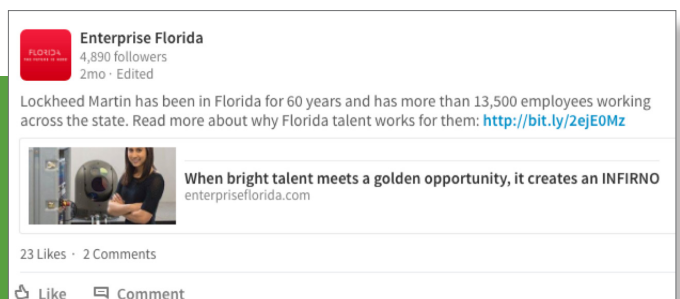 FLORIDA
THE FUTURE IS HERE
Enterprise Florida
4,890 followers
2mo · Edited
Lockheed Martin has been in Florida for 60 years and has more than 13,500 employees working
across the state. Read more about why Florida talent works for them: http://bit.ly/2ejE0Mz
When bright talent meets a golden opportunity, it creates an INFIRNO
enterpriseflorida.com
23 Likes · 2 Comments
Like Comment